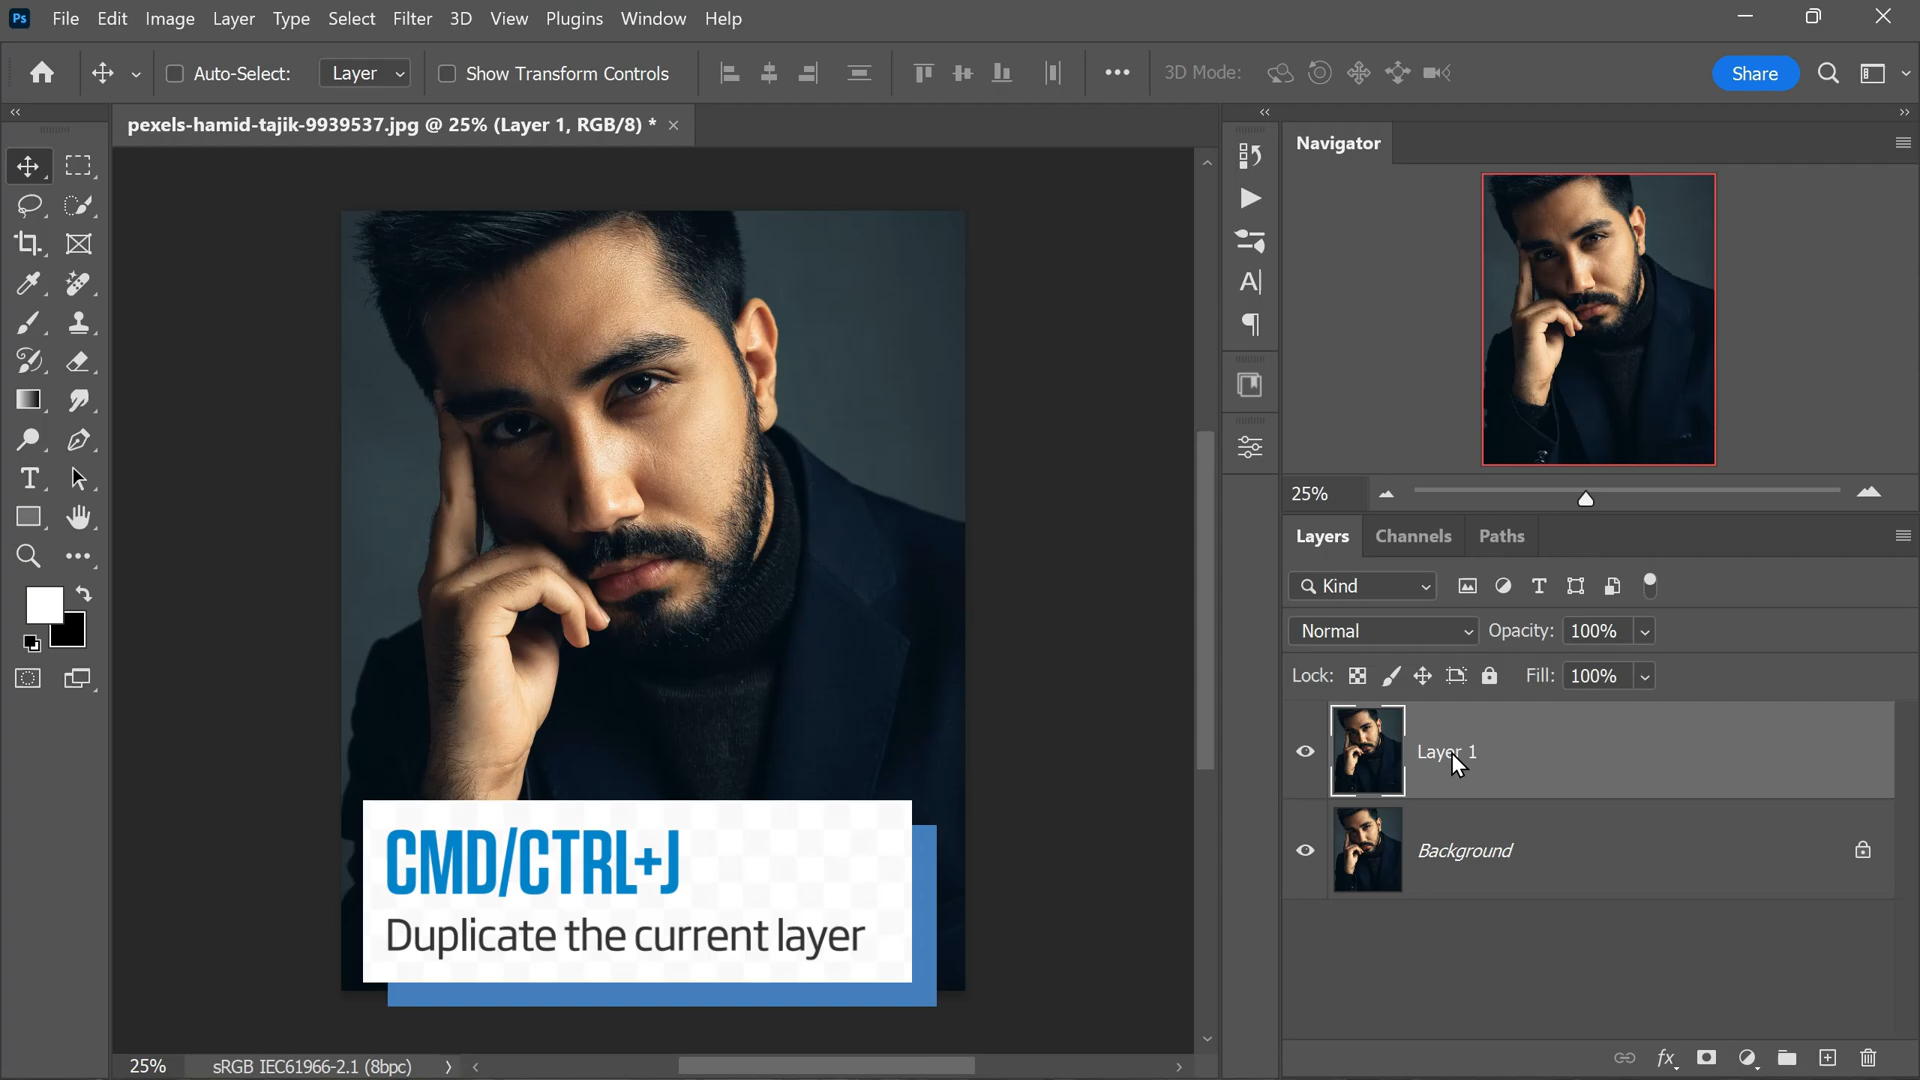 Ps File Edit Image Layer Type Select Filter 3D View Plugins Window Help
Auto-Select: Layer Show Transform Controls 3D Mode: Share
pexels-hamid-tajik-9939537.jpg @ 25% (Layer 1, RGB/8) *
Navigator
25%
Layers Channels Paths
Kind
Normal Opacity: 100%
Lock: Fill: 100%
Layer 1
Background
CMD/CTRL+J
Duplicate the current layer
25% sRGB IEC61966-2.1 (8bpc)
fx